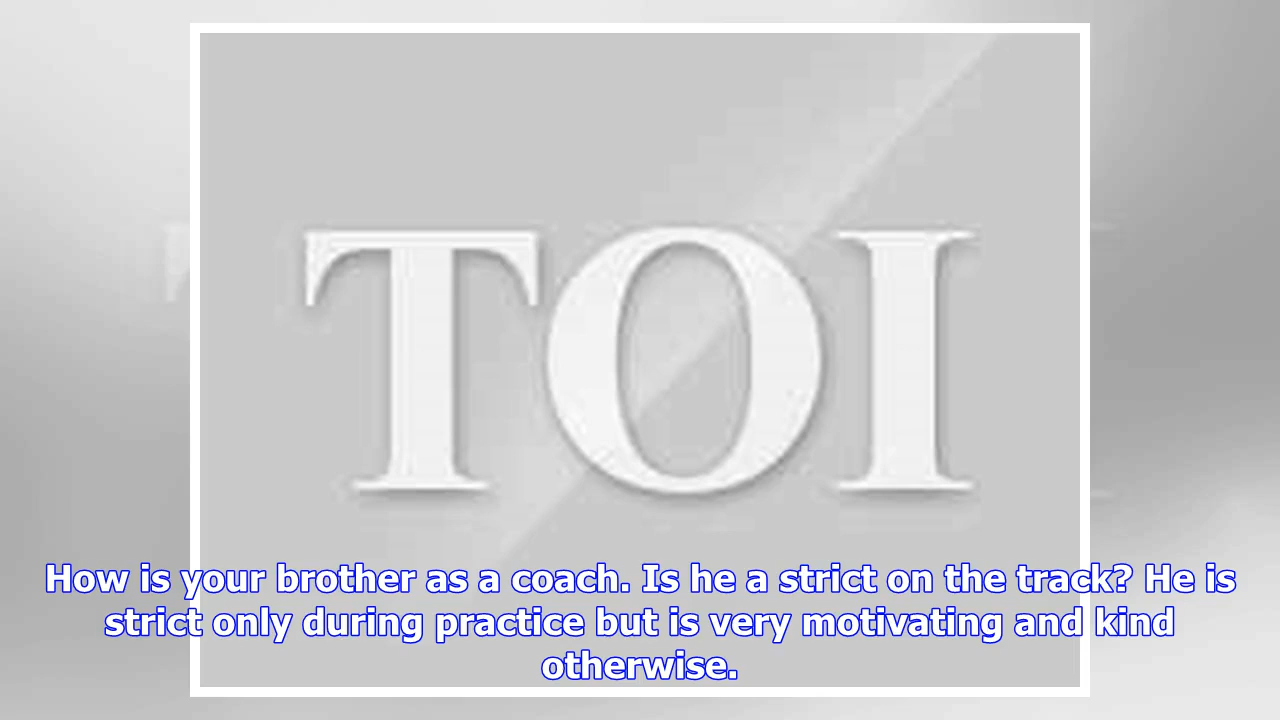 TOI
How is your brother as a coach. Is he a strict on the track? He is
strict only during practice but is very motivating and kind
otherwise.